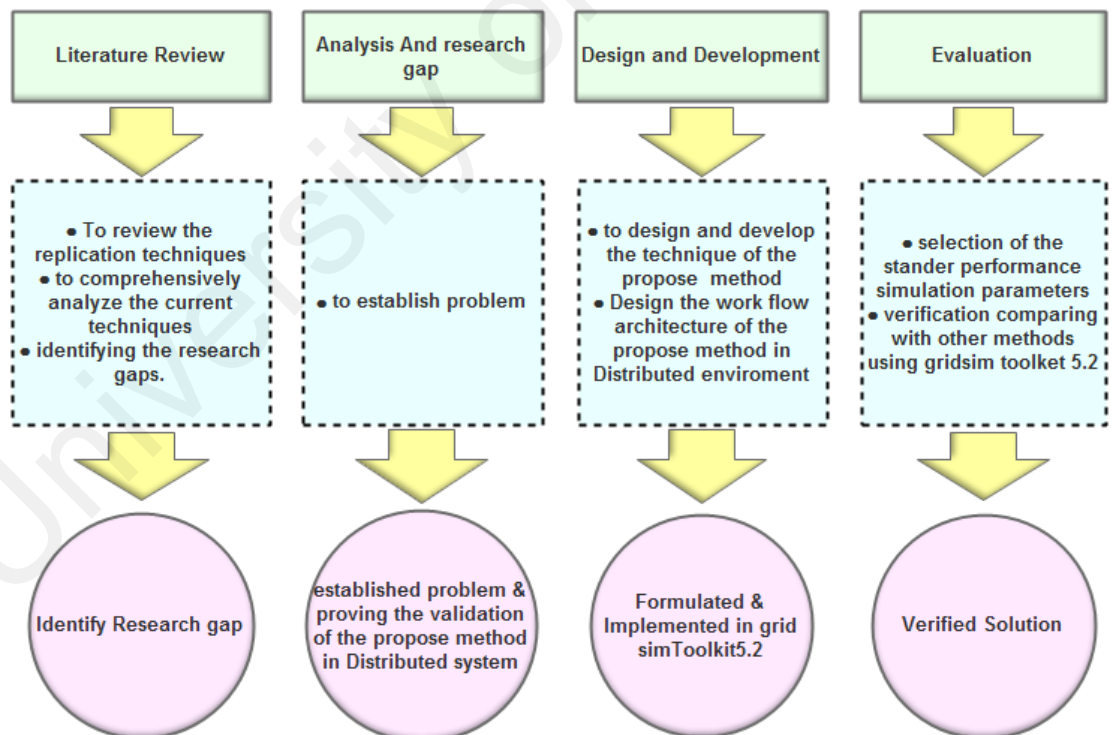 Literature Review
Analysis And research
gap
Design and Development
Evaluation
● To review the
replication techniques
● to comprehensively
analyze the current
techniques
● identifying the research
gaps.
● to establish problem
● to design and develop
the technique of the
propose method
● Design the work flow
architecture of the
propose method in
Distributed enviroment
● selection of the
stander performance
simulation parameters
● verification comparing
with other methods
using gridsim toolket 5.2
Identify Research gap
established problem &
proving the validation
of the propose method
in Distributed system
Formulated &
Implemented in grid
simToolkit5.2
Verified Solution
University of